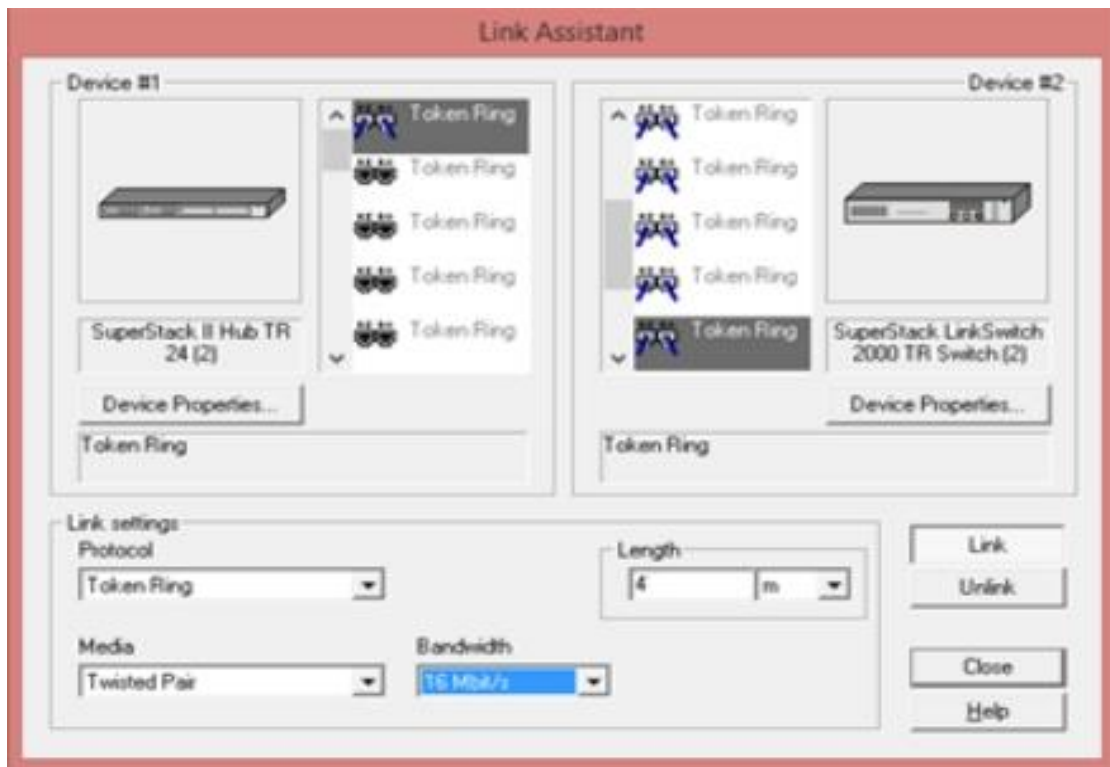 Link Assistant
Device #1
Token Ring
Token Ring
Token Ring
Token Ring
Token Ring
SuperStack II Hub TR
24 (2)
Device Properties...
Token Ring
Device #2
Token Ring
Token Ring
Token Ring
Token Ring
Token Ring
SuperStack LinkSwitch
2000 TR Switch (2)
Device Properties...
Token Ring
Link settings
Protocol
Token Ring
Length
4 m
Media
Twisted Pair
Bandwidth
16 Mbit/s
Link
Unlink
Close
Help